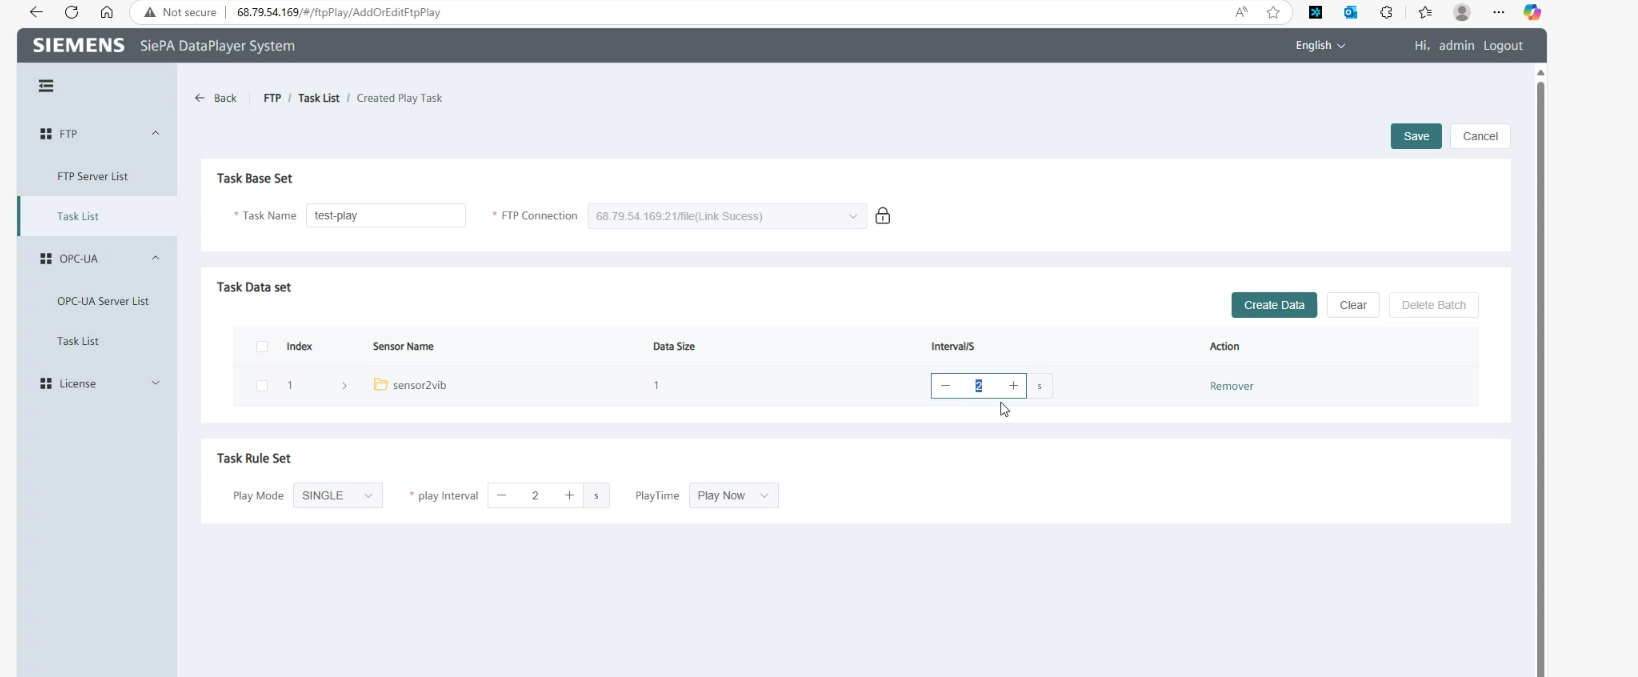 Not secure 68.79.54.169/#/ftpPlay/AddOrEditFtpPlay
SIEMENS SiePA DataPlayer System English Hi, admin Logout
Back FTP / Task List / Created Play Task
Save Cancel
FTP
FTP Server List
Task List
OPC-UA
OPC-UA Server List
Task List
License
Task Base Set
* Task Name test-play * FTP Connection 68.79.54.169:21/file(Link Sucess)
Task Data set
Create Data Clear Delete Batch
Index Sensor Name Data Size Interval/S Action
1 sensor2vib 1 − 2 + s Remover
Task Rule Set
Play Mode SINGLE * play Interval − 2 + s PlayTime Play Now